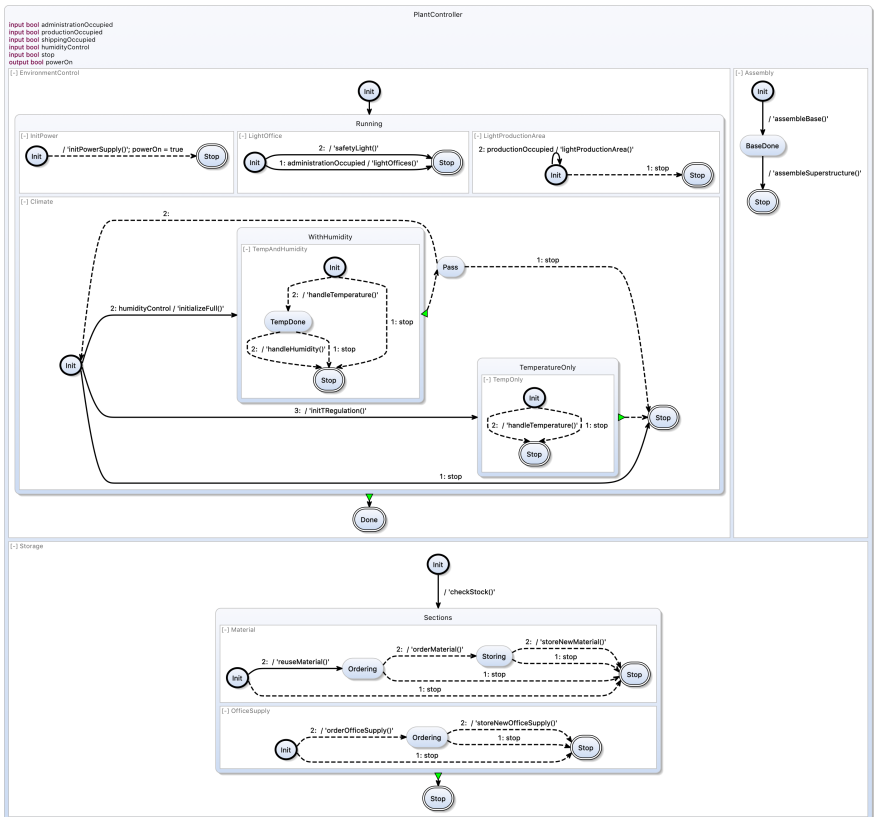 PlantController
input bool administrationOccupied
input bool productionOccupied
input bool shippingOccupied
input bool humidityControl
input bool stop
output bool powerOn
[-] EnvironmentControl
Init
Running
[-] InitPower
Init
/ 'initPowerSupply()'; powerOn = true
Stop
[-] LightOffice
Init
2: / 'safetyLight()'
1: administrationOccupied / 'lightOffices()'
Stop
[-] LightProductionArea
2: productionOccupied / 'lightProductionArea()'
Init
1: stop
Stop
[-] Climate
2:
WithHumidity
[-] TempAndHumidity
Init
2: / 'handleTemperature()'
TempDone
1: stop
2: / 'handleHumidity()'
1: stop
Stop
Pass
1: stop
2: humidityControl / 'initializeFull()'
Init
TemperatureOnly
[-] TempOnly
Init
2: / 'handleTemperature()'
1: stop
Stop
3: / 'initTRegulation()'
Stop
1: stop
Done
[-] Assembly
Init
/ 'assembleBase()'
BaseDone
/ 'assembleSuperstructure()'
Stop
[-] Storage
Init
/ 'checkStock()'
Sections
[-] Material
Init
2: / 'reuseMaterial()'
Ordering
2: / 'orderMaterial()'
Storing
2: / 'storeNewMaterial()'
1: stop
1: stop
1: stop
Stop
[-] OfficeSupply
Init
2: / 'orderOfficeSupply()'
Ordering
2: / 'storeNewOfficeSupply()'
1: stop
1: stop
Stop
Stop